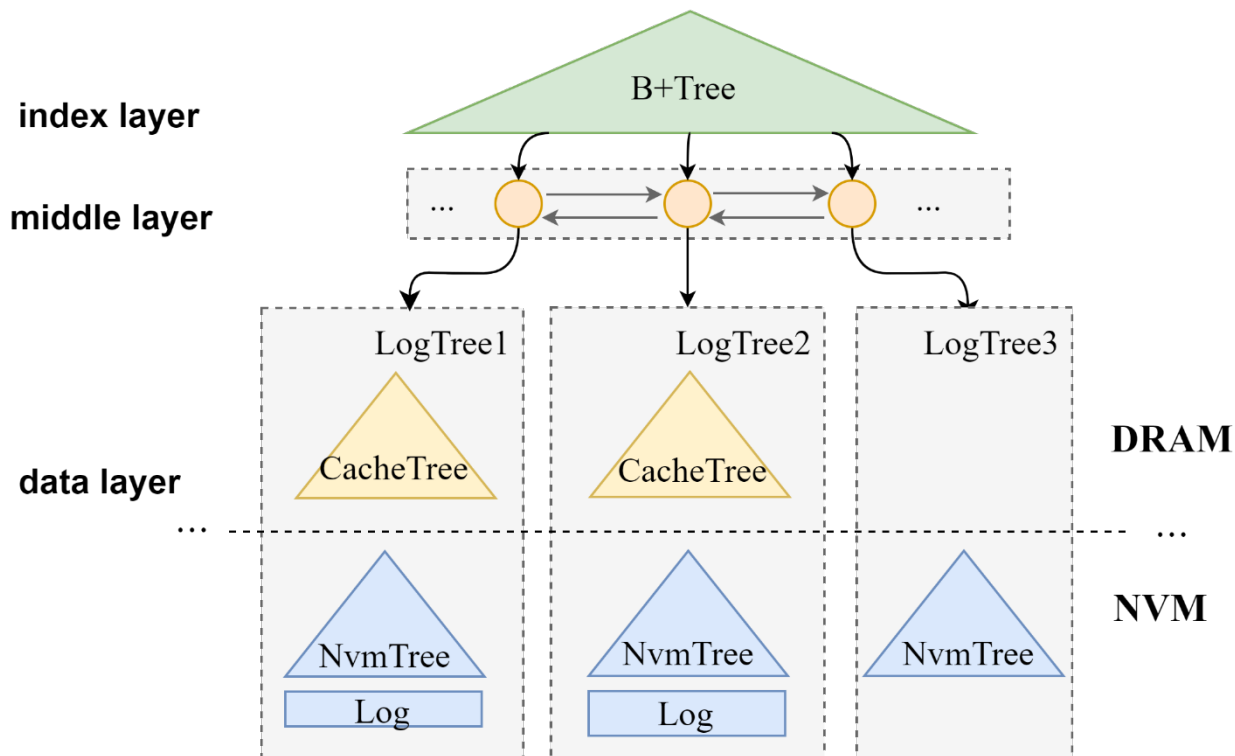 B+Tree
index layer
...
...
middle layer
LogTree1
LogTree2
LogTree3
CacheTree
CacheTree
DRAM
data layer
...
...
NvmTree
NvmTree
NvmTree
NVM
Log
Log